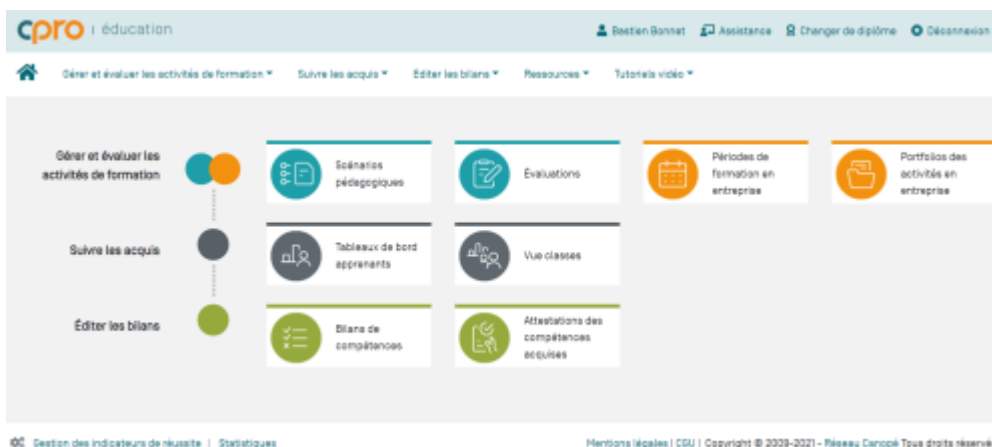 cpro éducation
Bastien Bonnet Assistance Changer de diplôme Déconnexion
Gérer et évaluer les activités de formation Suivre les acquis Editer les bilans Ressources Tutoriels vidéo
Gérer et évaluer les
activités de formation
Scénarios
pédagogiques
Évaluations
Périodes de
formation en
entreprise
Portfolios des
activités en
entreprise
Suivre les acquis
Tableaux de bord
apprenants
Vue classes
Éditer les bilans
Bilans de
compétences
Attestations des
compétences
acquises
Gestion des indicateurs de réussite | Statistiques
Mentions légales | CGU | Copyright © 2009-2021 - Réseau Canopé Tous droits réservé